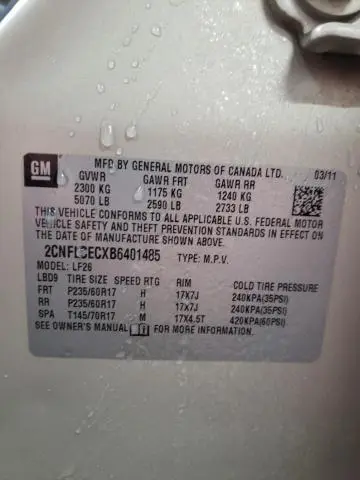 GM
MFD BY GENERAL MOTORS OF CANADA LTD. 03/11
GVWR GAWR FRT GAWR RR
2300 KG 1175 KG 1240 KG
5070 LB 2590 LB 2733 LB
THIS VEHICLE CONFORMS TO ALL APPLICABLE U.S. FEDERAL MOTOR
VEHICLE SAFETY AND THEFT PREVENTION STANDARDS IN EFFECT ON
THE DATE OF MANUFACTURE SHOWN ABOVE.
TYPE: M.P.V.
MODEL: LF26
LBD9 TIRE SIZE SPEED RTG RIM COLD TIRE PRESSURE
FRT P235/60R17 H 17X7J 240KPA(35PSI)
RR P235/60R17 H 17x7J 240KPA(35PSI)
SPA T145/70R17 M 17X4.5T 420KPA(60PSI)
SEE OWNER'S MANUAL FOR MORE INFORMATION.